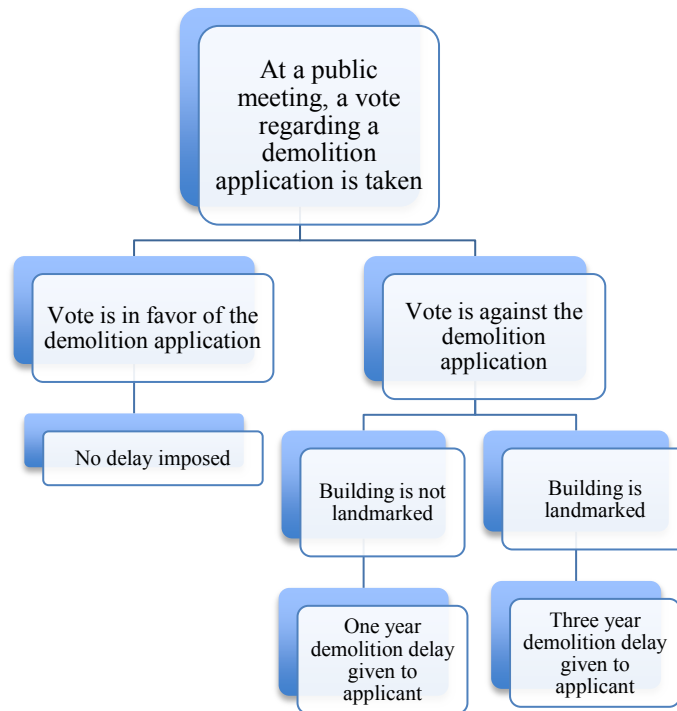 At a public
meeting, a vote
regarding a
demolition
application is taken
Vote is in favor of the
demolition application
No delay imposed
Vote is against the
demolition
application
Building is not
landmarked
One year
demolition delay
given to
applicant
Building is
landmarked
Three year
demolition delay
given to
applicant